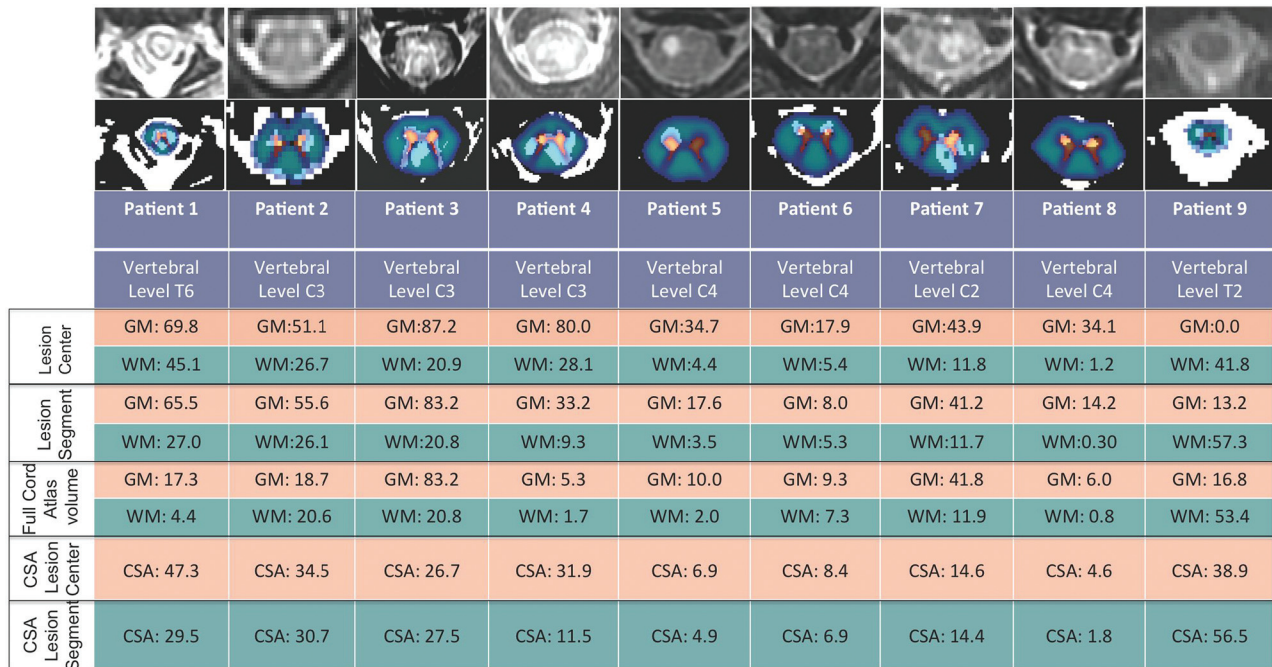 Patient 1 Patient 2 Patient 3 Patient 4 Patient 5 Patient 6 Patient 7 Patient 8 Patient 9
Vertebral Vertebral Vertebral Vertebral Vertebral Vertebral Vertebral Vertebral Vertebral
Level T6 Level C3 Level C3 Level C3 Level C4 Level C4 Level C2 Level C4 Level T2
Lesion
Center
GM: 69.8 GM:51.1 GM:87.2 GM: 80.0 GM:34.7 GM:17.9 GM:43.9 GM: 34.1 GM:0.0
WM: 45.1 WM:26.7 WM: 20.9 WM: 28.1 WM:4.4 WM:5.4 WM: 11.8 WM: 1.2 WM: 41.8
Lesion
Segment
GM: 65.5 GM: 55.6 GM: 83.2 GM: 33.2 GM: 17.6 GM: 8.0 GM: 41.2 GM: 14.2 GM: 13.2
WM: 27.0 WM:26.1 WM:20.8 WM:9.3 WM:3.5 WM:5.3 WM:11.7 WM:0.30 WM:57.3
Full Cord
Atlas
volume
GM: 17.3 GM: 18.7 GM: 83.2 GM: 5.3 GM: 10.0 GM: 9.3 GM: 41.8 GM: 6.0 GM: 16.8
WM: 4.4 WM: 20.6 WM: 20.8 WM: 1.7 WM: 2.0 WM: 7.3 WM: 11.9 WM: 0.8 WM: 53.4
CSA
Lesion
Center
CSA: 47.3 CSA: 34.5 CSA: 26.7 CSA: 31.9 CSA: 6.9 CSA: 8.4 CSA: 14.6 CSA: 4.6 CSA: 38.9
CSA
Lesion
Segment
CSA: 29.5 CSA: 30.7 CSA: 27.5 CSA: 11.5 CSA: 4.9 CSA: 6.9 CSA: 14.4 CSA: 1.8 CSA: 56.5